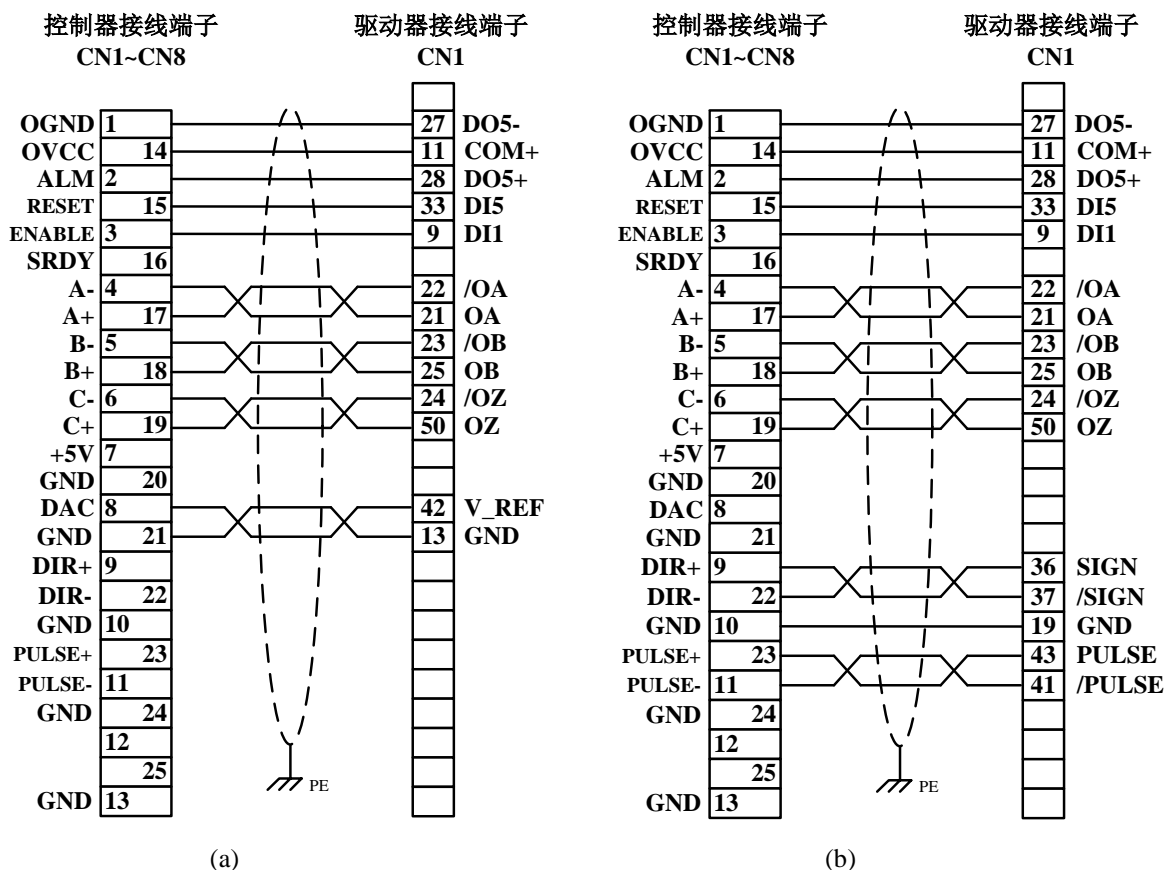 控制器接线端子 驱动器接线端子 控制器接线端子 驱动器接线端子
CN1~CN8 CN1 CN1~CN8 CN1
OGND 1 27 DO5- OGND 1 27 DO5-
OVCC 14 11 COM+ OVCC 14 11 COM+
ALM 2 28 DO5+ ALM 2 28 DO5+
RESET 15 33 DI5 RESET 15 33 DI5
ENABLE 3 9 DI1 ENABLE 3 9 DI1
SRDY 16 SRDY 16
A- 4 22 /OA A- 4 22 /OA
A+ 17 21 OA A+ 17 21 OA
B- 5 23 /OB B- 5 23 /OB
B+ 18 25 OB B+ 18 25 OB
C- 6 24 /OZ C- 6 24 /OZ
C+ 19 50 OZ C+ 19 50 OZ
+5V 7 +5V 7
GND 20 GND 20
DAC 8 42 V_REF DAC 8
GND 21 13 GND GND 21
DIR+ 9 DIR+ 9 36 SIGN
DIR- 22 DIR- 22 37 /SIGN
GND 10 GND 10 19 GND
PULSE+ 23 PULSE+ 23 43 PULSE
PULSE- 11 PULSE- 11 41 /PULSE
GND 24 GND 24
12 12
25 PE 25 PE
GND 13 GND 13
(a) (b)